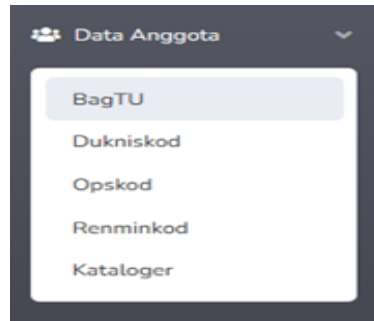 Data Anggota
BagTU
Dukniskod
Opskod
Renminkod
Kataloger